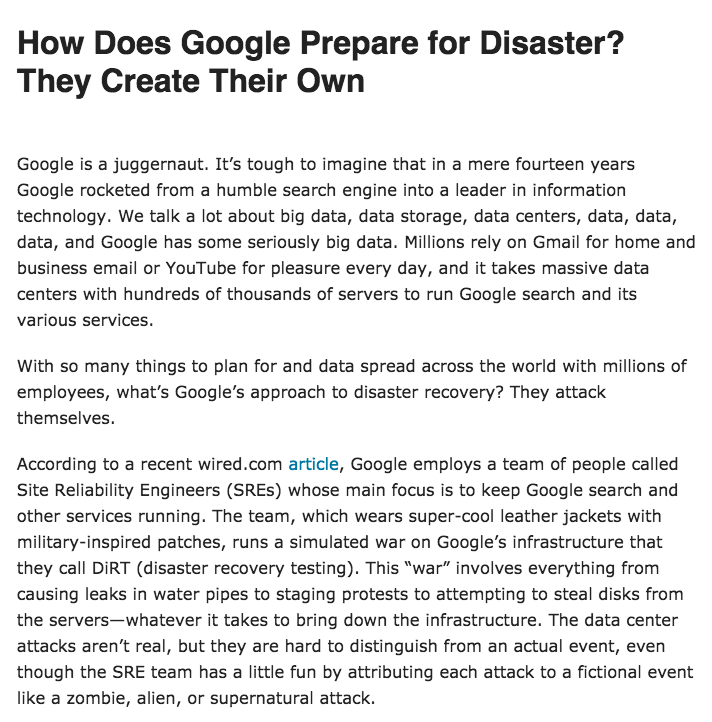 How Does Google Prepare for Disaster?
They Create Their Own
Google is a juggernaut. It’s tough to imagine that in a mere fourteen years
Google rocketed from a humble search engine into a leader in information
technology. We talk a lot about big data, data storage, data centers, data, data,
data, and Google has some seriously big data. Millions rely on Gmail for home and
business email or YouTube for pleasure every day, and it takes massive data
centers with hundreds of thousands of servers to run Google search and its
various services.
With so many things to plan for and data spread across the world with millions of
employees, what’s Google’s approach to disaster recovery? They attack
themselves.
According to a recent wired.com article, Google employs a team of people called
Site Reliability Engineers (SREs) whose main focus is to keep Google search and
other services running. The team, which wears super-cool leather jackets with
military-inspired patches, runs a simulated war on Google’s infrastructure that
they call DiRT (disaster recovery testing). This “war” involves everything from
causing leaks in water pipes to staging protests to attempting to steal disks from
the servers—whatever it takes to bring down the infrastructure. The data center
attacks aren’t real, but they are hard to distinguish from an actual event, even
though the SRE team has a little fun by attributing each attack to a fictional event
like a zombie, alien, or supernatural attack.